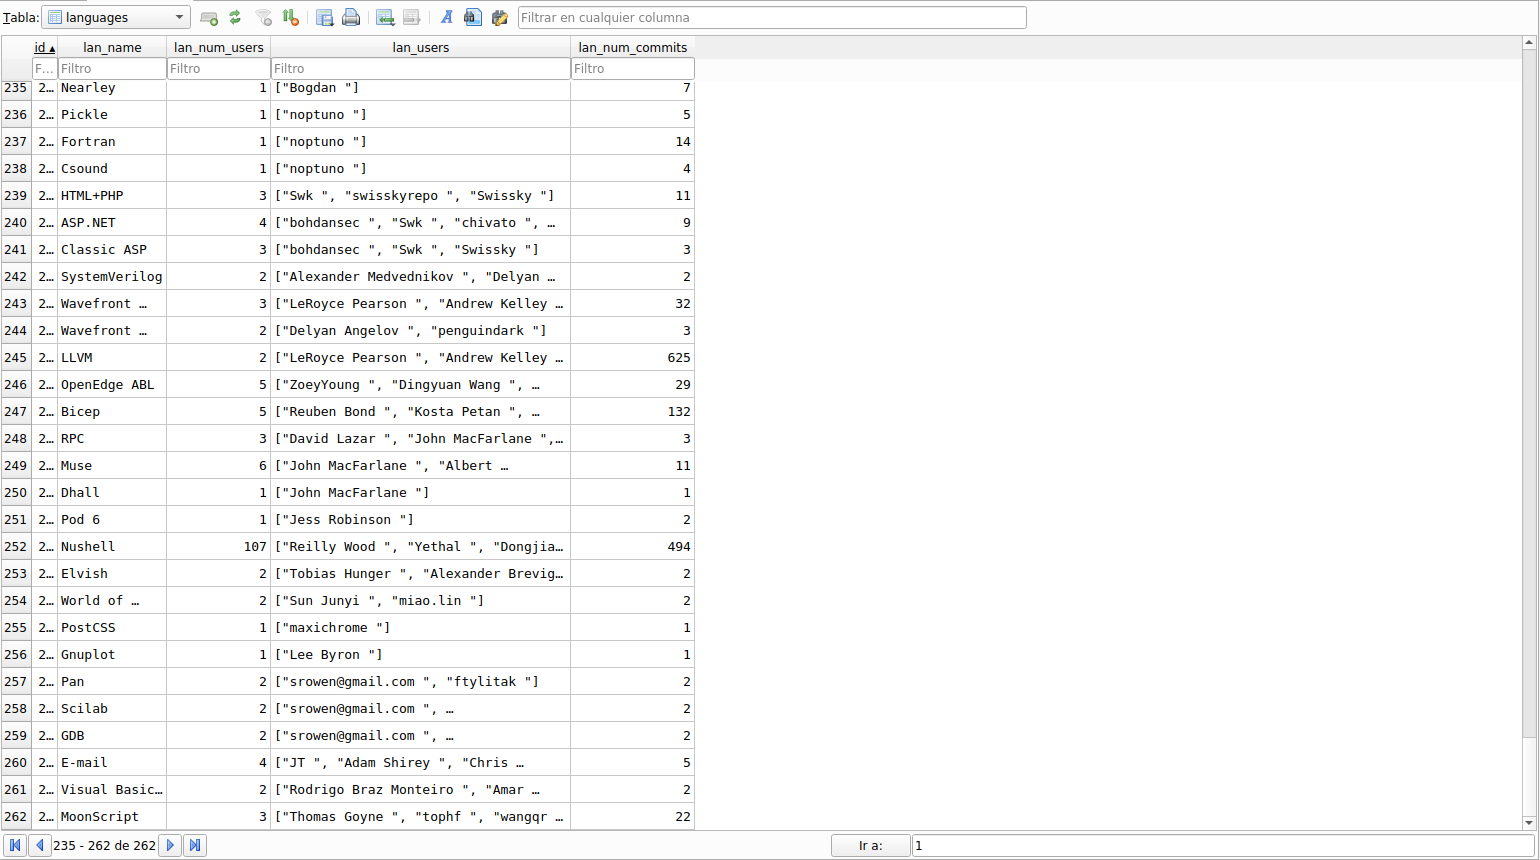 Tabla: languages Filtrar en cualquier columna
id lan_name lan_num_users lan_users lan_num_commits
F… Filtro Filtro Filtro Filtro
235 2… Nearley 1 ["Bogdan "] 7
236 2… Pickle 1 ["noptuno "] 5
237 2… Fortran 1 ["noptuno "] 14
238 2… Csound 1 ["noptuno "] 4
239 2… HTML+PHP 3 ["Swk ", "swisskyrepo ", "Swissky "] 11
240 2… ASP.NET 4 ["bohdansec ", "Swk ", "chivato ", … 9
241 2… Classic ASP 3 ["bohdansec ", "Swk ", "Swissky "] 3
242 2… SystemVerilog 2 ["Alexander Medvednikov ", "Delyan … 2
243 2… Wavefront … 3 ["LeRoyce Pearson ", "Andrew Kelley … 32
244 2… Wavefront … 2 ["Delyan Angelov ", "penguindark "] 3
245 2… LLVM 2 ["LeRoyce Pearson ", "Andrew Kelley … 625
246 2… OpenEdge ABL 5 ["ZoeyYoung ", "Dingyuan Wang ", … 29
247 2… Bicep 5 ["Reuben Bond ", "Kosta Petan ", … 132
248 2… RPC 3 ["David Lazar ", "John MacFarlane ",… 3
249 2… Muse 6 ["John MacFarlane ", "Albert … 11
250 2… Dhall 1 ["John MacFarlane "] 1
251 2… Pod 6 1 ["Jess Robinson "] 2
252 2… Nushell 107 ["Reilly Wood ", "Yethal ", "Dongjia… 494
253 2… Elvish 2 ["Tobias Hunger ", "Alexander Brevig… 2
254 2… World of … 2 ["Sun Junyi ", "miao.lin "] 2
255 2… PostCSS 1 ["maxichrome "] 1
256 2… Gnuplot 1 ["Lee Byron "] 1
257 2… Pan 2 ["srowen@gmail.com ", "ftylitak "] 2
258 2… Scilab 2 ["srowen@gmail.com ", … 2
259 2… GDB 2 ["srowen@gmail.com ", … 2
260 2… E-mail 4 ["JT ", "Adam Shirey ", "Chris … 5
261 2… Visual Basic… 2 ["Rodrigo Braz Monteiro ", "Amar … 2
262 2… MoonScript 3 ["Thomas Goyne ", "tophf ", "wangqr … 22
235 - 262 de 262 Ir a: 1